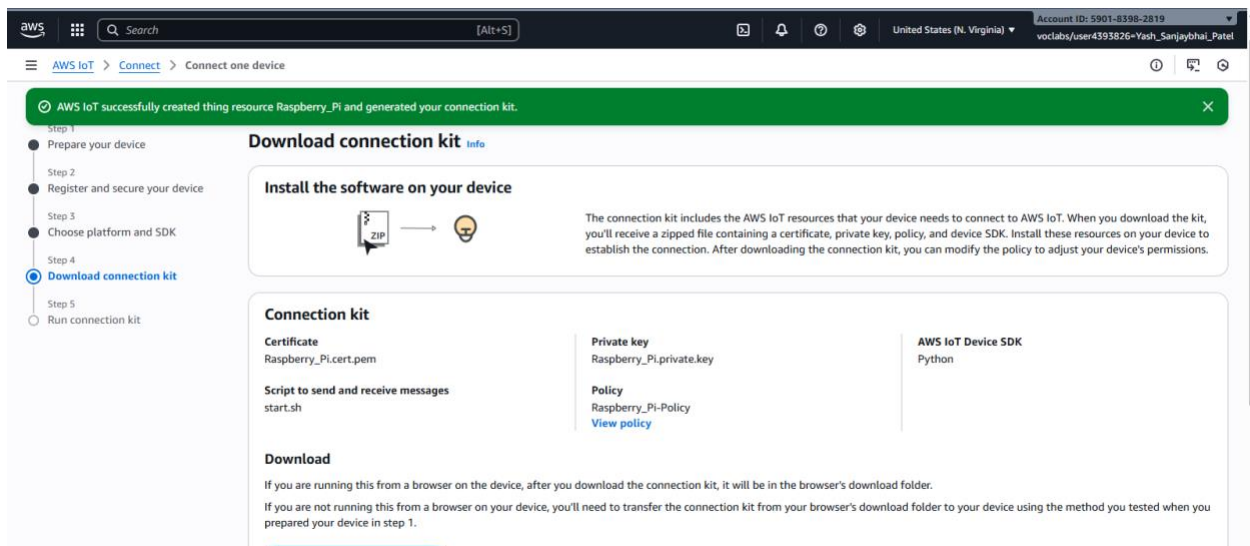 aws
Search
[Alt+S]
United States (N. Virginia) ▼
Account ID: 5901-8398-2819 ▼
voclabs/user4393826=Yash_Sanjaybhai_Patel
AWS IoT > Connect > Connect one device
AWS IoT successfully created thing resource Raspberry_Pi and generated your connection kit.
Step 1
Prepare your device
Step 2
Register and secure your device
Step 3
Choose platform and SDK
Step 4
Download connection kit
Step 5
Run connection kit
Download connection kit Info
Install the software on your device
ZIP
The connection kit includes the AWS IoT resources that your device needs to connect to AWS IoT. When you download the kit,
you'll receive a zipped file containing a certificate, private key, policy, and device SDK. Install these resources on your device to
establish the connection. After downloading the connection kit, you can modify the policy to adjust your device's permissions.
Connection kit
Certificate
Raspberry_Pi.cert.pem
Private key
Raspberry_Pi.private.key
AWS IoT Device SDK
Python
Script to send and receive messages
start.sh
Policy
Raspberry_Pi-Policy
View policy
Download
If you are running this from a browser on the device, after you download the connection kit, it will be in the browser's download folder.
If you are not running this from a browser on your device, you'll need to transfer the connection kit from your browser's download folder to your device using the method you tested when you
prepared your device in step 1.